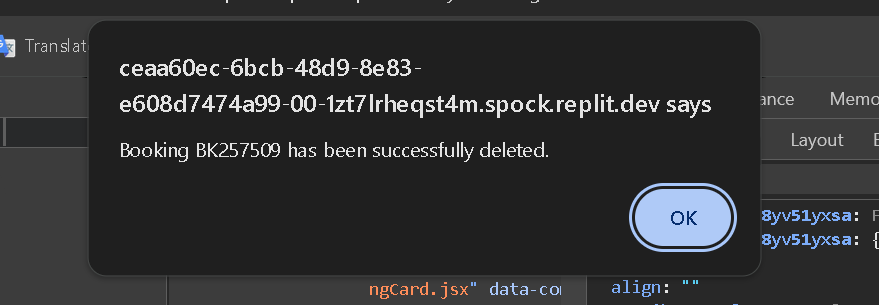 Translat
ceaa60ec-6bcb-48d9-8e83-
e608d7474a99-00-1zt7lrheqst4m.spock.replit.dev says
Booking BK257509 has been successfully deleted.
OK
ance Memo
Layout
8yv51yxsa:
8yv51yxsa: {
align: ""
ngCard.jsx" data-co